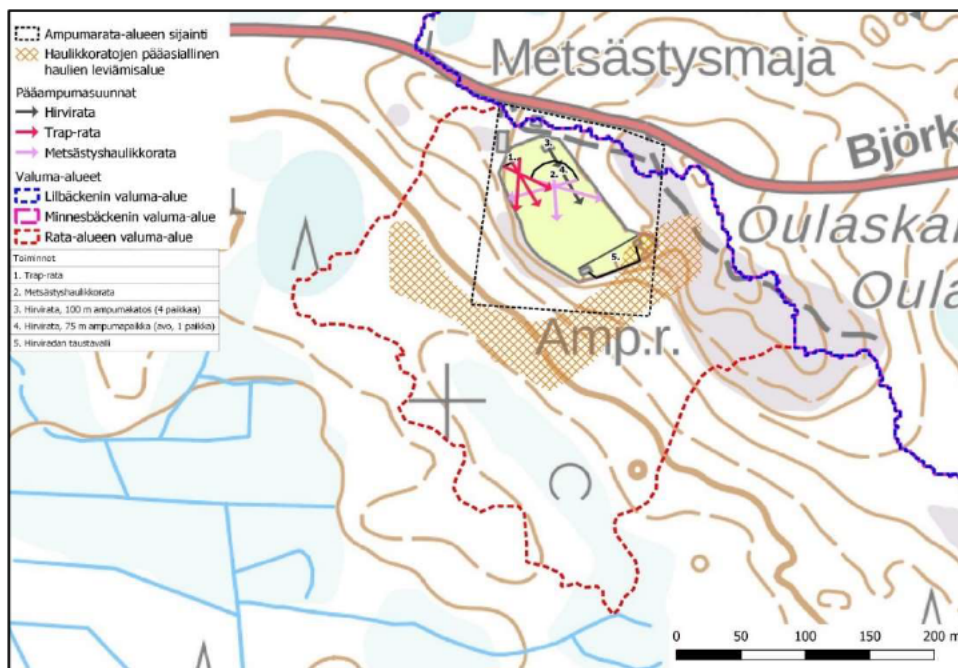 Ampumarata-alueen sijainti
Haulikkoratojen pääasiallinen
haulien leviämisalue
Pääampumasuunnat
Hirvirata
Trap-rata
Metsästyshaulikkorata
Valuma-alueet
Lilbäckenin valuma-alue
Minnesbäckenin valuma-alue
Rata-alueen valuma-alue
Toiminnet
1. Trap-rata
2. Metsästyshaulikkorata
3. Hirvirata, 100 m ampumakatos (4 paikkaa)
4. Hirvirata, 75 m ampumapaikka (avo, 1 paikka)
5. Hirviradan taustavalli
Metsästysmaja
Björk
Oulaskal
Oula
Amp.r.
1.
2.
3.
4.
5.
0 50 100 150 200 m